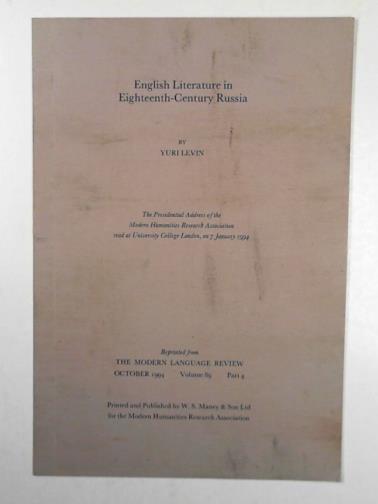 English Literature in
Eighteenth-Century Russia
BY
YURI LEVIN
The Presidential Address of the
Modern Humanities Research Association
read at University College London, on 7 January 1994
Reprinted from
THE MODERN LANGUAGE REVIEW
OCTOBER 1994 Volume 89 Part 4
Printed and Published by W. S. Maney & Son Ltd
for the Modern Humanities Research Association